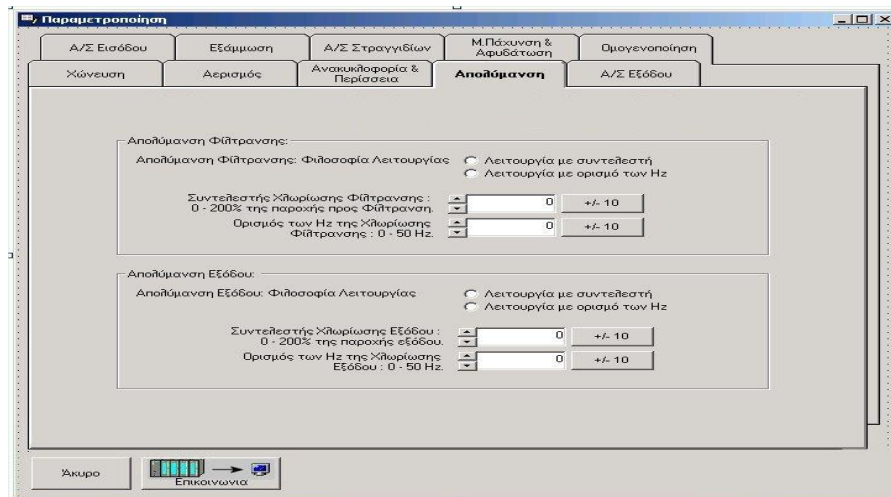 Παραμετροποίηση
Α/Σ Εισόδου Εξάμμωση Α/Σ Στραγγιδίων Μ.Πάχυνση & Αφυδάτωση Ομογενοποίηση
Χώνευση Αερισμός Ανακυκλοφορία & Περίσσεια Απολύμανση Α/Σ Εξόδου
Απολύμανση Φίλτρανσης:
Απολύμανση Φίλτρανσης: Φιλοσοφία Λειτουργίας Λειτουργία με συντελεστή
Λειτουργία με ορισμό των Hz
Συντελεστής Χλωρίωσης Φίλτρανσης :
0 - 200% της παροχής προς Φίλτρανση. 0 +/- 10
Ορισμός των Hz της Χλωρίωσης
Φίλτρανσης : 0 - 50 Hz. 0 +/- 10
Απολύμανση Εξόδου:
Απολύμανση Εξόδου: Φιλοσοφία Λειτουργίας Λειτουργία με συντελεστή
Λειτουργία με ορισμό των Hz
Συντελεστής Χλωρίωσης Εξόδου :
0 - 200% της παροχής εξόδου. 0 +/- 10
Ορισμός των Hz της Χλωρίωσης
Εξόδου : 0 - 50 Hz. 0 +/- 10
Άκυρο
Επικοινωνια